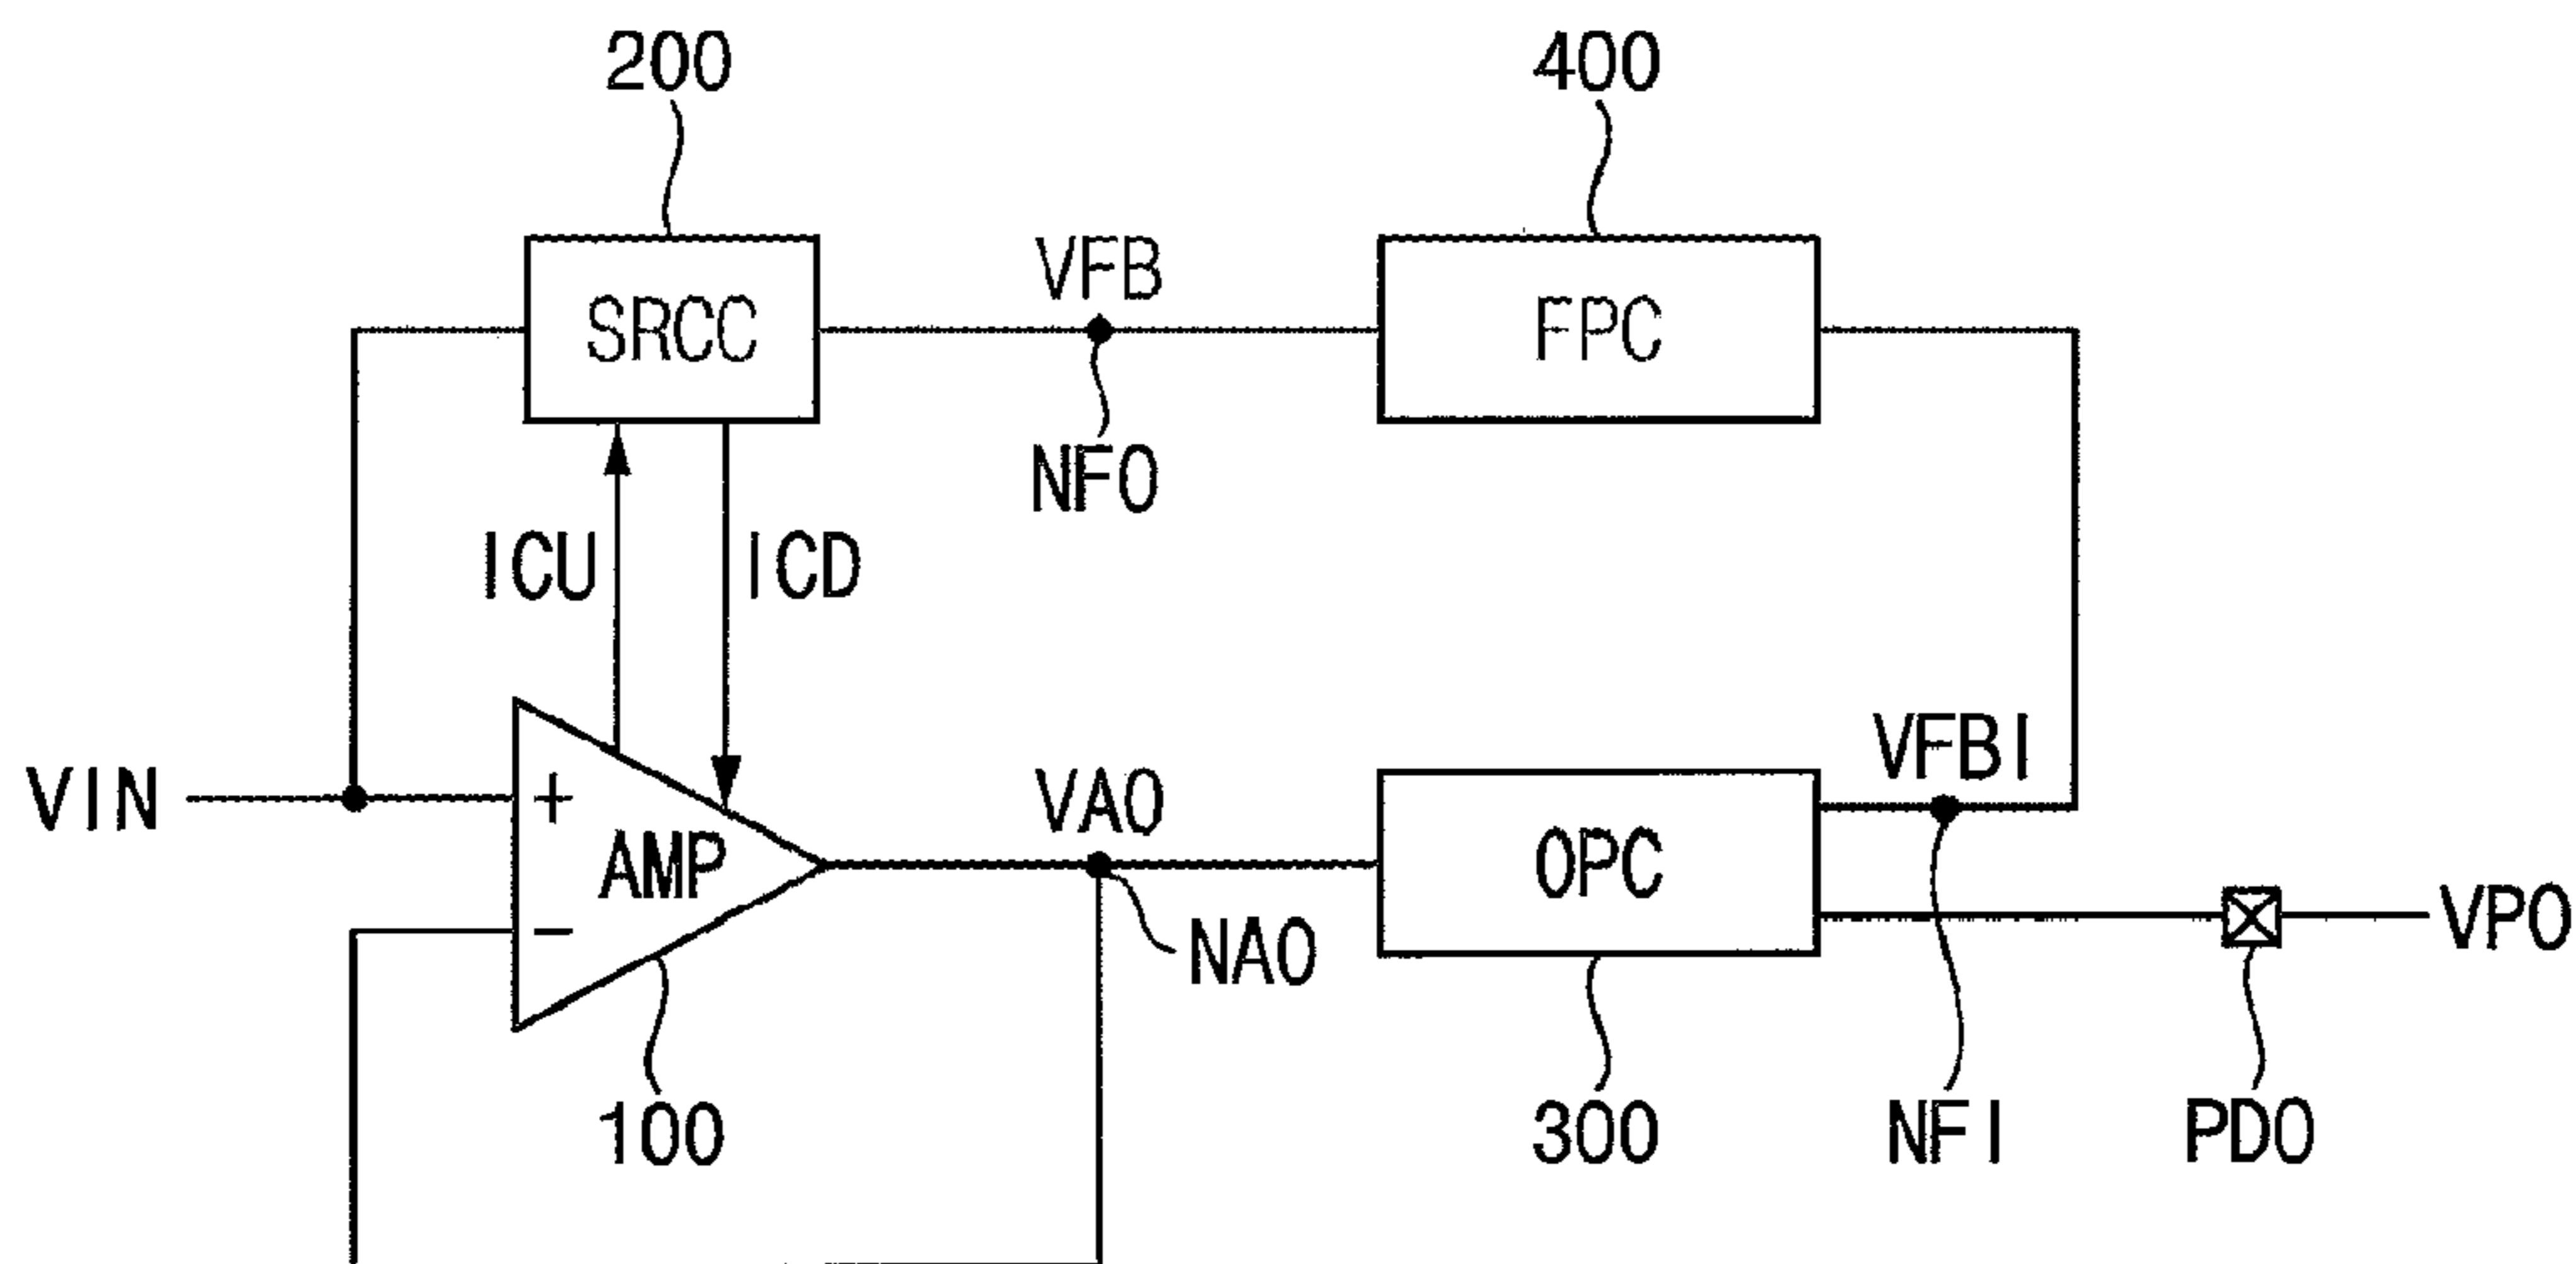 200
400
VFB
SRCC
FPC
NFO
ICU
ICD
VIN
+
AMP
−
VAO
NAO
OPC
VFBI
VPO
100
300
NFI
PDO